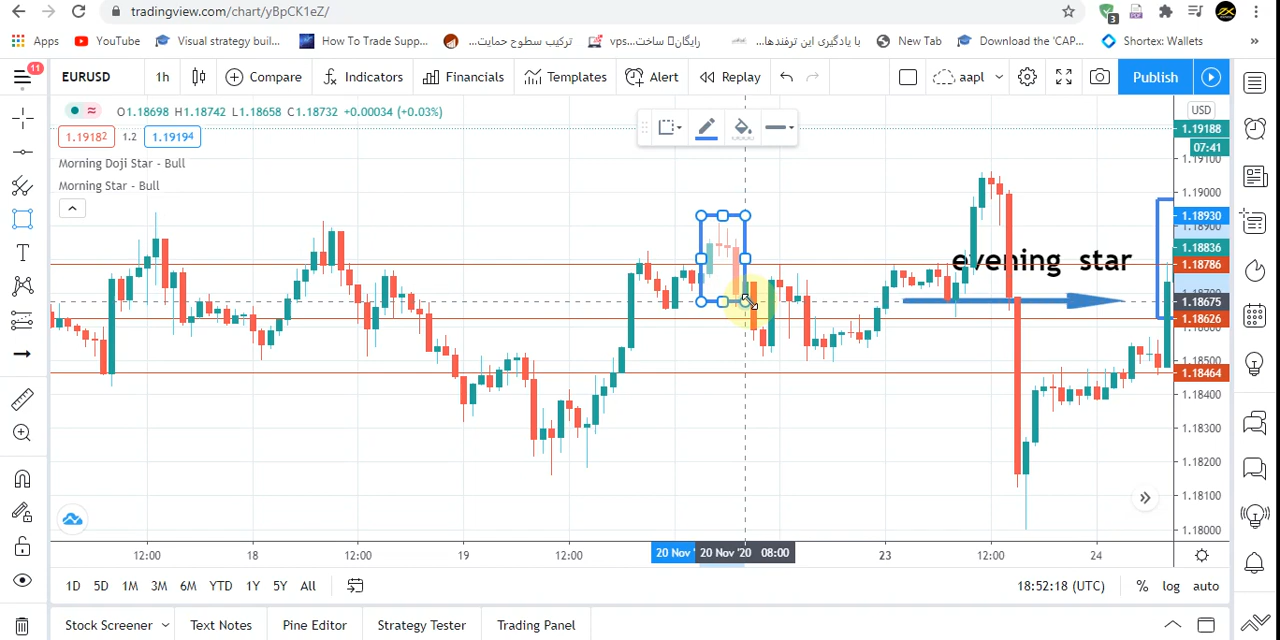 tradingview.com/chart/yBpCK1eZ/
3
Apps YouTube Visual strategy buil... How To Trade Supp... ترکیب سطوح حمایت... رایگان ساخت...vps با یادگیری این ترفندها... New Tab Download the 'CAP... Shortex: Wallets »
11 EURUSD 1h Compare Indicators Financials Templates Alert Replay aapl Publish
O1.18698 H1.18742 L1.18658 C1.18732 +0.00034 (+0.03%)
1.19182 1.2 1.19194
Morning Doji Star - Bull
Morning Star - Bull
USD
1.19188
07:41
1.19100
1.19000
1.18930
1.18900
1.18836
1.18786
evening star
1.18675
1.18626
1.18500
1.18464
1.18400
1.18300
1.18200
1.18100
1.18000
12:00 18 12:00 19 12:00 20 Nov '20 Nov '20 08:00 23 12:00 24
1D 5D 1M 3M 6M YTD 1Y 5Y All 18:52:18 (UTC) % log auto
Stock Screener Text Notes Pine Editor Strategy Tester Trading Panel